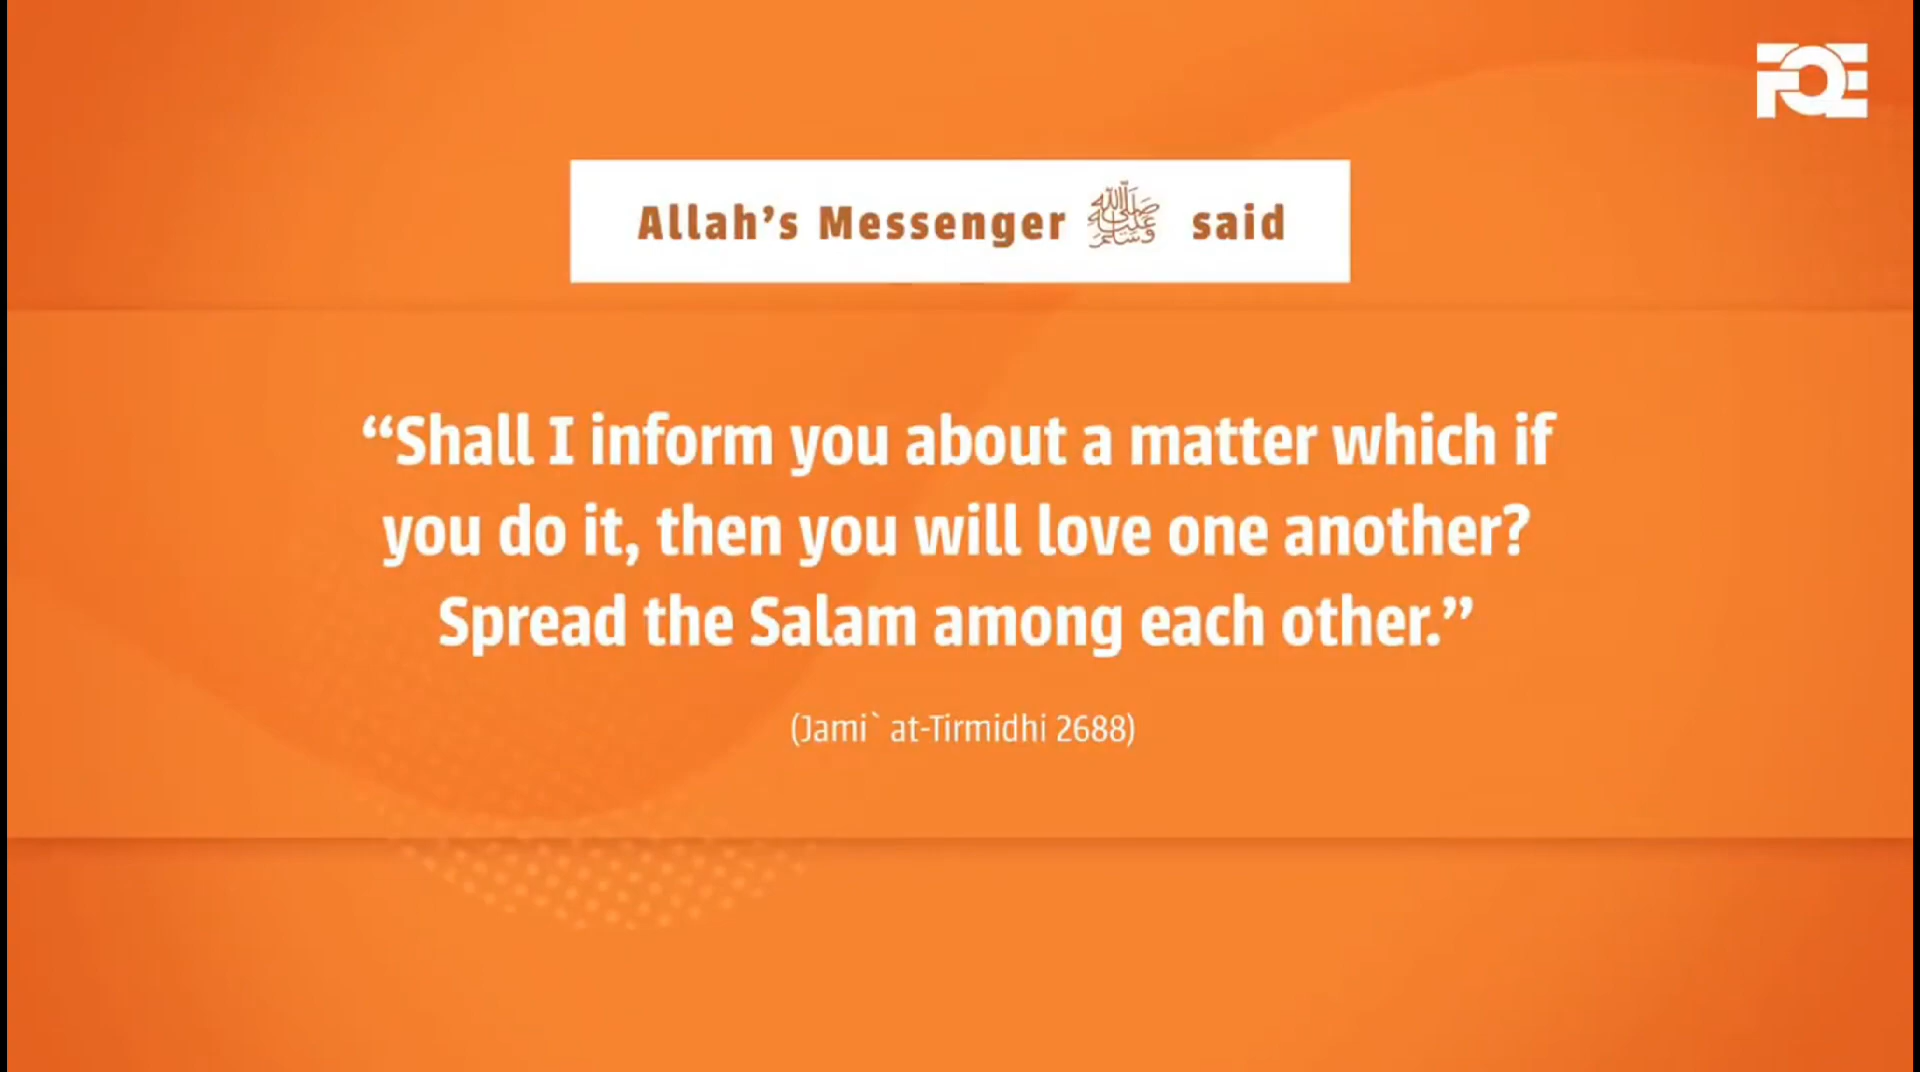 FQE
Allah’s Messenger ﷺ said
“Shall I inform you about a matter which if
you do it, then you will love one another?
Spread the Salam among each other.”
(Jami` at-Tirmidhi 2688)